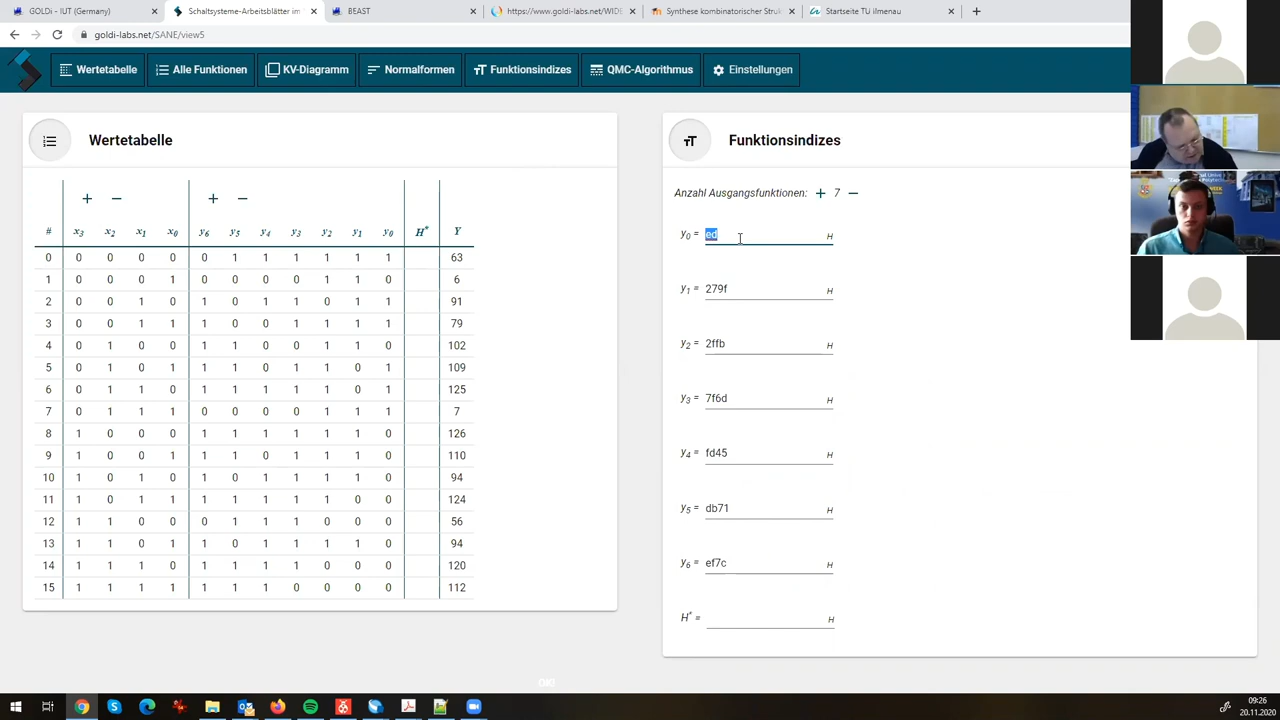 GOLDi - IUT (Germany) Schaltsysteme-Arbeitsblätter im BEAST https://www.goldi-labs.net/WIDE Synthese kombinatorischer Struk Startseite TU Ilmenau
goldi-labs.net/SANE/view5
Wertetabelle Alle Funktionen KV-Diagramm Normalformen Funktionsindizes QMC-Algorithmus Einstellungen
Wertetabelle
+ − + −
# x3 x2 x1 x0 y6 y5 y4 y3 y2 y1 y0 H* Y
0 0 0 0 0 0 1 1 1 1 1 1 63
1 0 0 0 1 0 0 0 0 1 1 0 6
2 0 0 1 0 1 0 1 1 0 1 1 91
3 0 0 1 1 1 0 0 1 1 1 1 79
4 0 1 0 0 1 1 0 0 1 1 0 102
5 0 1 0 1 1 1 0 1 1 0 1 109
6 0 1 1 0 1 1 1 1 1 0 1 125
7 0 1 1 1 0 0 0 0 1 1 1 7
8 1 0 0 0 1 1 1 1 1 1 0 126
9 1 0 0 1 1 1 0 1 1 1 0 110
10 1 0 1 0 1 0 1 1 1 1 0 94
11 1 0 1 1 1 1 1 1 1 0 0 124
12 1 1 0 0 0 1 1 1 0 0 0 56
13 1 1 0 1 1 0 1 1 1 1 0 94
14 1 1 1 0 1 1 1 1 0 0 0 120
15 1 1 1 1 1 1 1 0 0 0 0 112
Funktionsindizes
Anzahl Ausgangsfunktionen: + 7 −
y0 = ed H
y1 = 279f H
y2 = 2ffb H
y3 = 7f6d H
y4 = fd45 H
y5 = db71 H
y6 = ef7c H
H* = H
09:26
20.11.2020